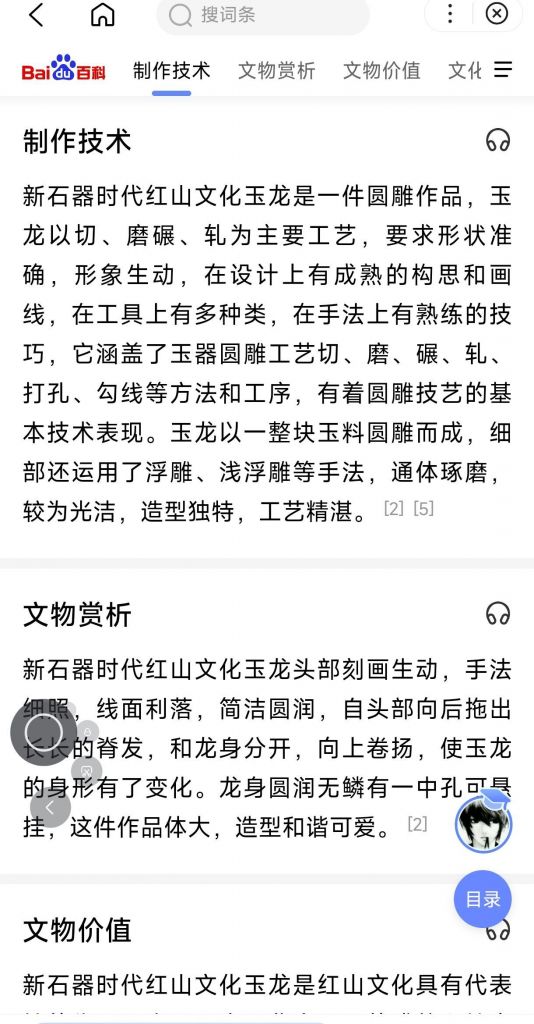 搜词条
Bai du 百科 制作技术 文物赏析 文物价值 文化
制作技术
新石器时代红山文化玉龙是一件圆雕作品，玉
龙以切、磨碾、轧为主要工艺，要求形状准
确，形象生动，在设计上有成熟的构思和画
线，在工具上有多种类，在手法上有熟练的技
巧，它涵盖了玉器圆雕工艺切、磨、碾、轧、
打孔、勾线等方法和工序，有着圆雕技艺的基
本技术表现。玉龙以一整块玉料圆雕而成，细
部还运用了浮雕、浅浮雕等手法，通体琢磨，
较为光洁，造型独特，工艺精湛。 [2] [5]
文物赏析
新石器时代红山文化玉龙头部刻画生动，手法
细照，线面利落，简洁圆润，自头部向后拖出
长长的脊发，和龙身分开，向上卷扬，使玉龙
的身形有了变化。龙身圆润无鳞有一中孔可悬
挂，这件作品体大，造型和谐可爱。 [2]
目录
文物价值
新石器时代红山文化玉龙是红山文化具有代表